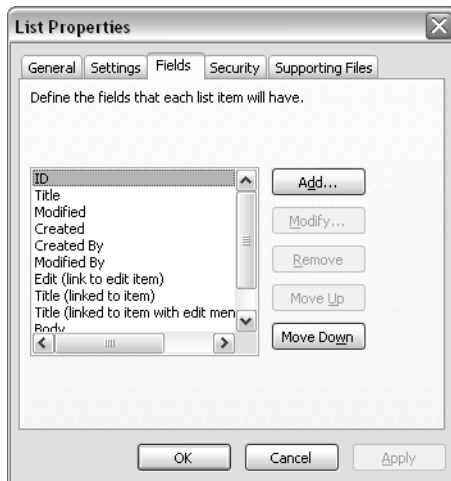 List Properties
General Settings Fields Security Supporting Files
Define the fields that each list item will have.
ID
Title
Modified
Created
Created By
Modified By
Edit (link to edit item)
Title (linked to item)
Title (linked to item with edit men
Body
Add...
Modify...
Remove
Move Up
Move Down
OK Cancel Apply